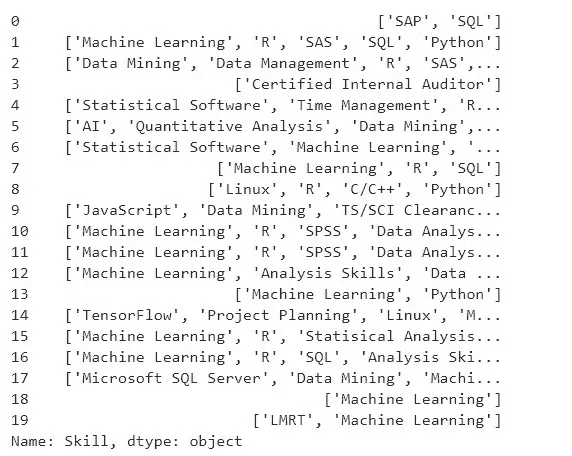 0 ['SAP', 'SQL']
1 ['Machine Learning', 'R', 'SAS', 'SQL', 'Python']
2 ['Data Mining', 'Data Management', 'R', 'SAS',...
3 ['Certified Internal Auditor']
4 ['Statistical Software', 'Time Management', 'R...
5 ['AI', 'Quantitative Analysis', 'Data Mining',...
6 ['Statistical Software', 'Machine Learning', '...
7 ['Machine Learning', 'R', 'SQL']
8 ['Linux', 'R', 'C/C++', 'Python']
9 ['JavaScript', 'Data Mining', 'TS/SCI Clearanc...
10 ['Machine Learning', 'R', 'SPSS', 'Data Analys...
11 ['Machine Learning', 'R', 'SPSS', 'Data Analys...
12 ['Machine Learning', 'Analysis Skills', 'Data ...
13 ['Machine Learning', 'Python']
14 ['TensorFlow', 'Project Planning', 'Linux', 'M...
15 ['Machine Learning', 'R', 'Statisical Analysis...
16 ['Machine Learning', 'R', 'SQL', 'Analysis Ski...
17 ['Microsoft SQL Server', 'Data Mining', 'Machi...
18 ['Machine Learning']
19 ['LMRT', 'Machine Learning']
Name: Skill, dtype: object